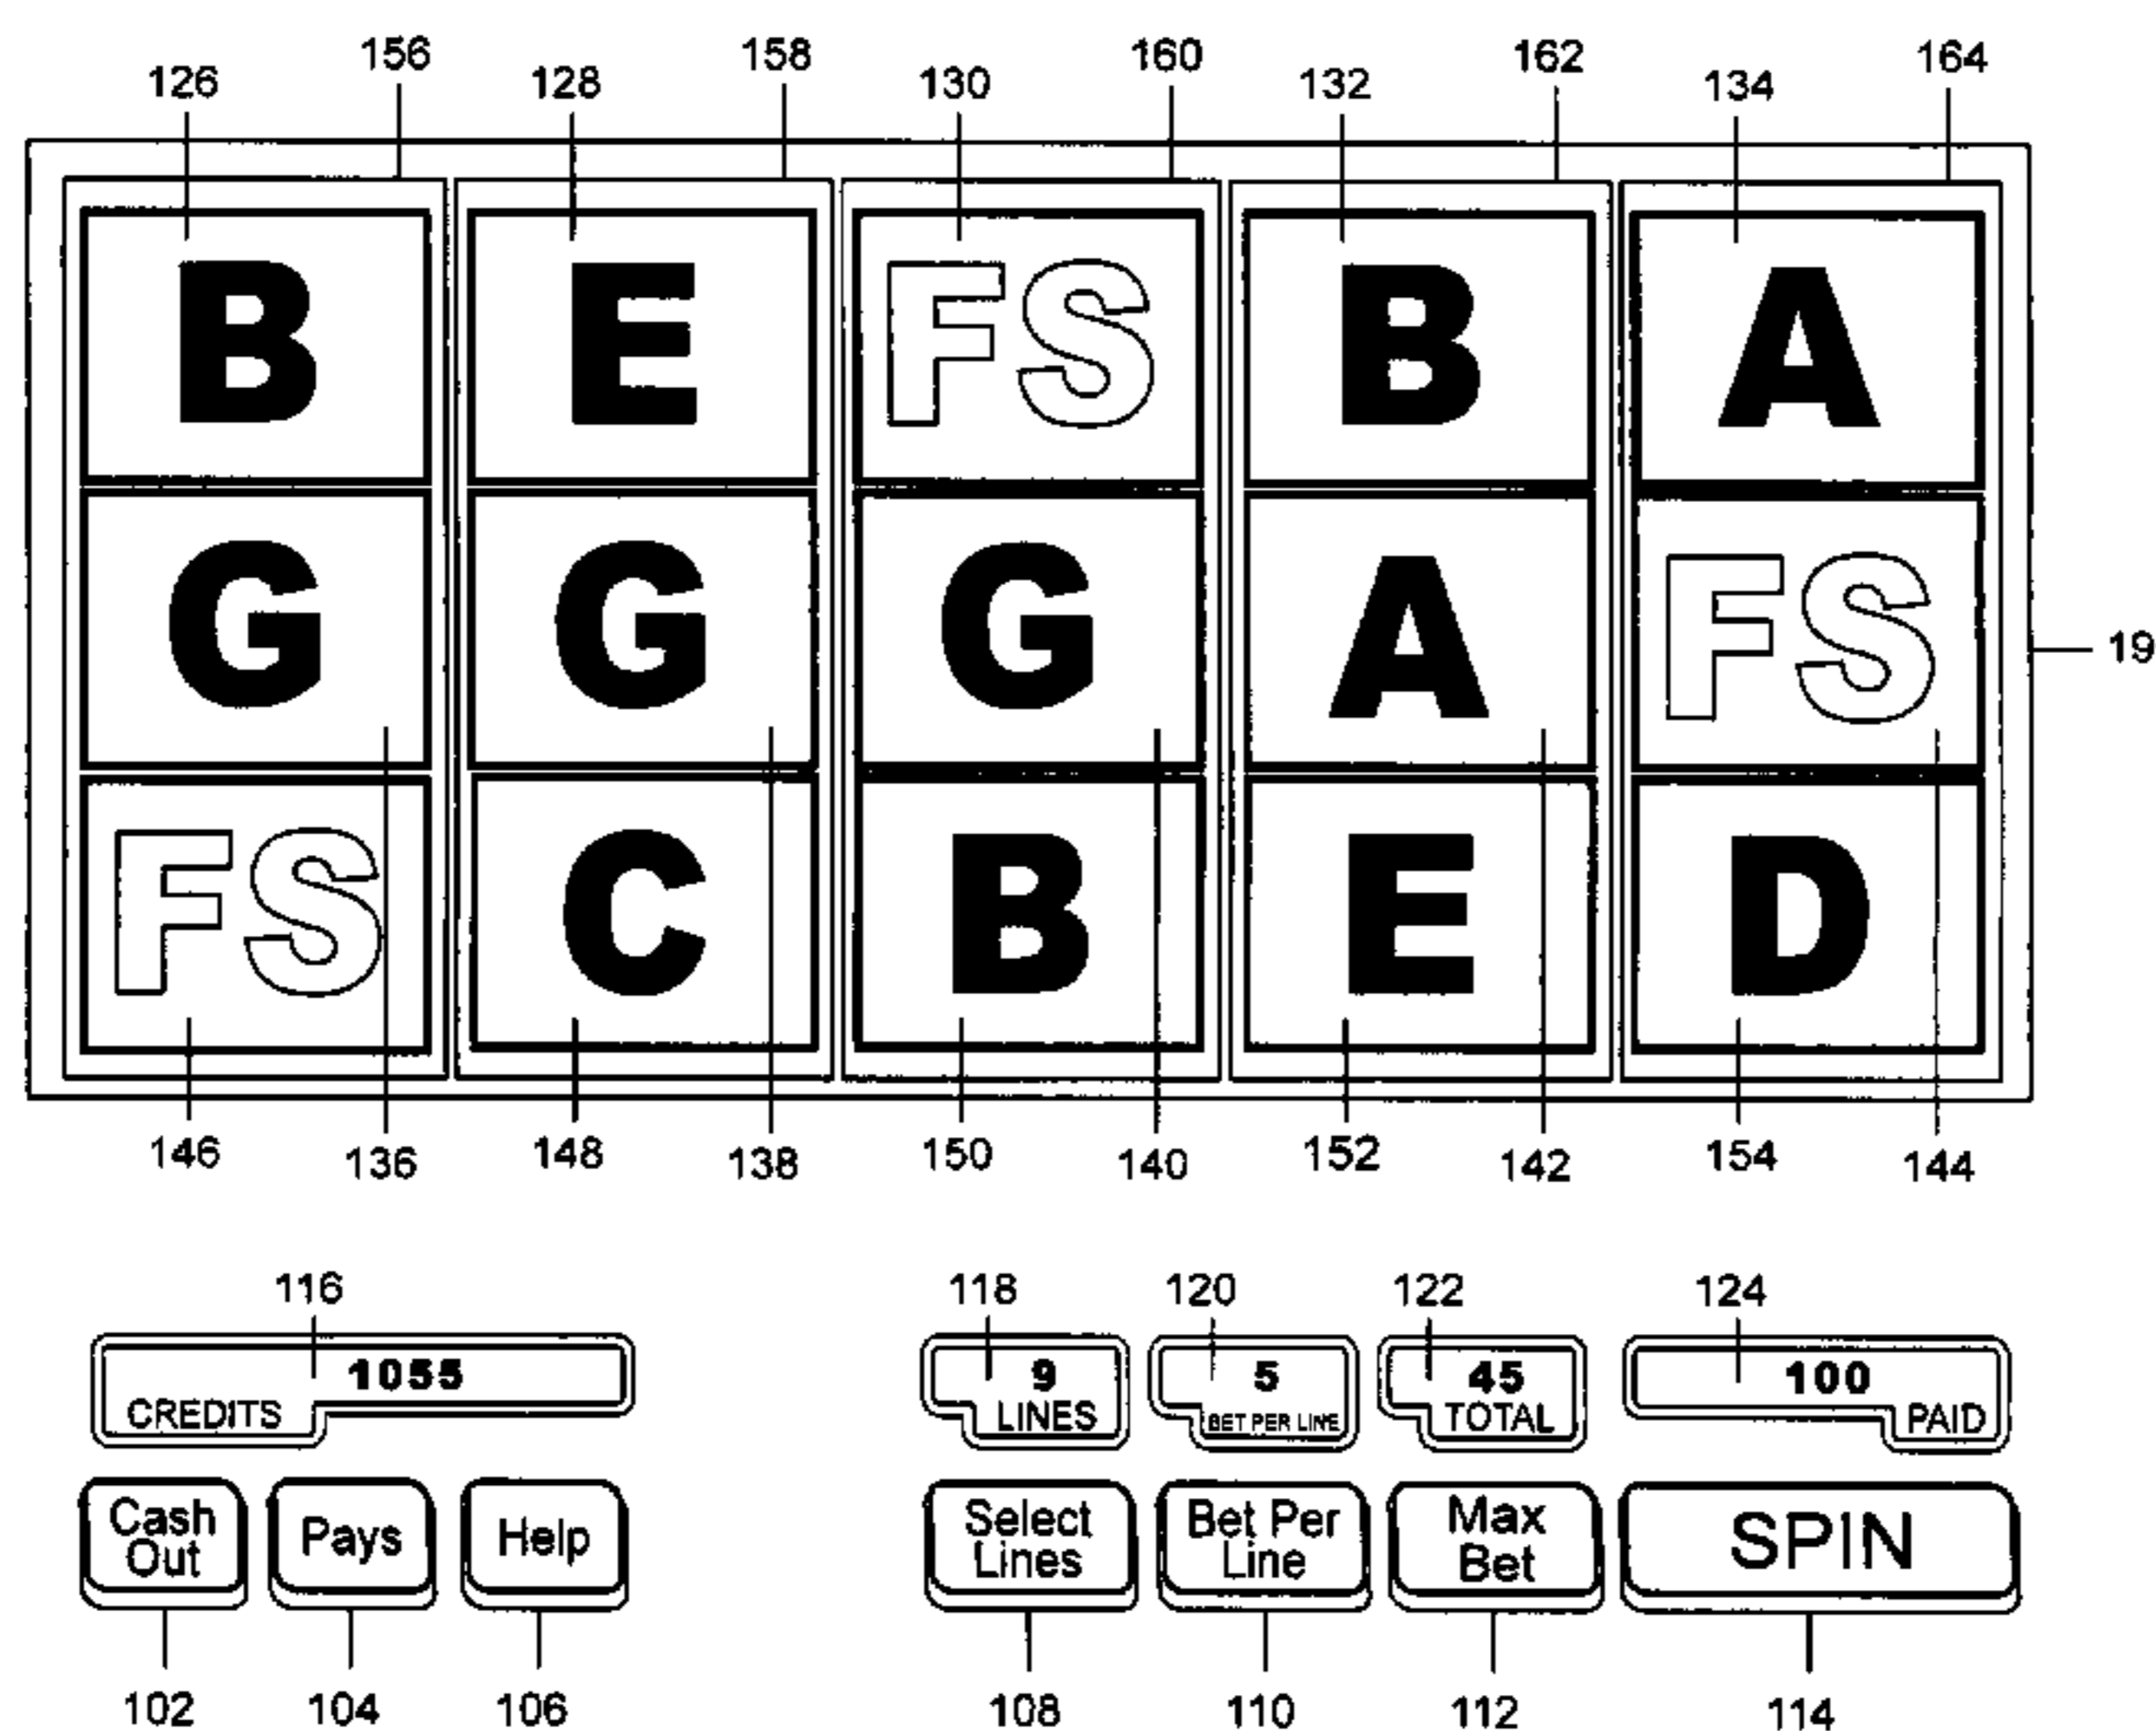 156 158 160 162 164
126 128 130 132 134
B E FS B A
G G G A FS
19
FS C B E D
146 136 148 138 150 140 152 142 154 144
116 118 120 122 124
1055 9 5 45 100
CREDITS LINES BET PER LINE TOTAL PAID
Cash Out Pays Help Select Lines Bet Per Line Max Bet SPIN
102 104 106 108 110 112 114